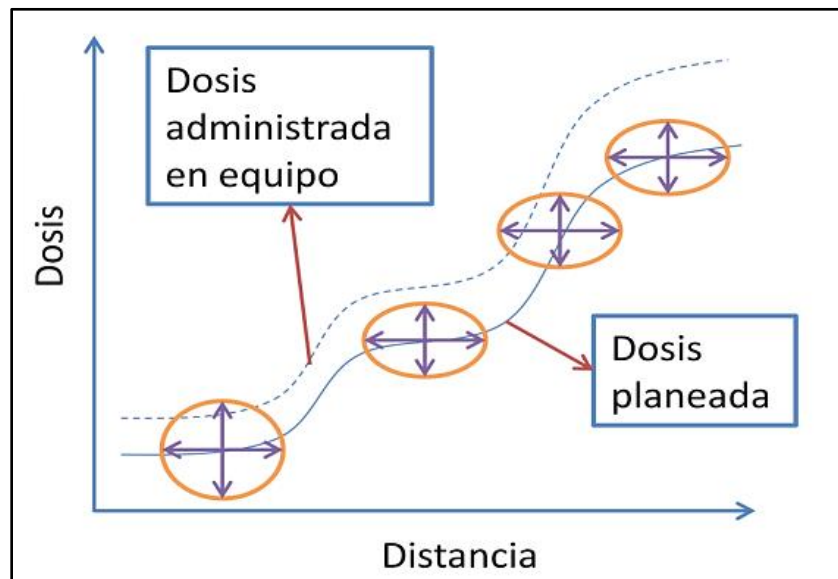 Dosis
administrada
en equipo
Dosis
Dosis
planeada
Distancia